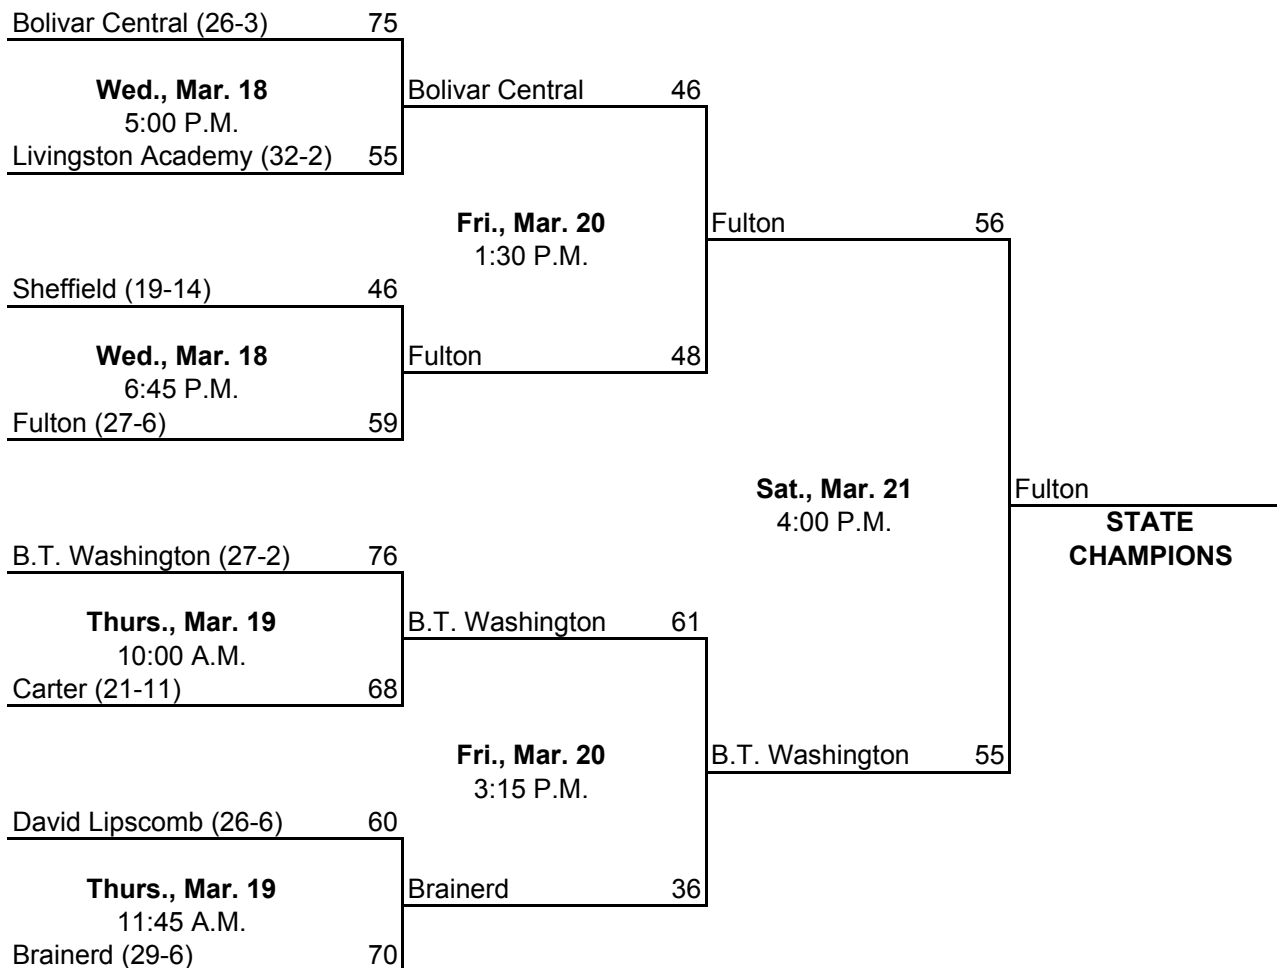 Bolivar Central (26-3) 75
Wed., Mar. 18
5:00 P.M.
Livingston Academy (32-2) 55
Bolivar Central 46
Fri., Mar. 20
1:30 P.M.
Sheffield (19-14) 46
Wed., Mar. 18
6:45 P.M.
Fulton (27-6) 59
Fulton 48
Fulton 56
Sat., Mar. 21
4:00 P.M.
Fulton
STATE
CHAMPIONS
B.T. Washington (27-2) 76
Thurs., Mar. 19
10:00 A.M.
Carter (21-11) 68
B.T. Washington 61
Fri., Mar. 20
3:15 P.M.
B.T. Washington 55
David Lipscomb (26-6) 60
Thurs., Mar. 19
11:45 A.M.
Brainerd (29-6) 70
Brainerd 36